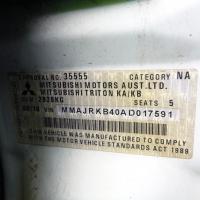 APPROVAL NO. 35555 CATEGORY NA
MITSUBISHI MOTORS AUST.LTD.
MITSUBISHI TRITON KA/KB
SEATS 5
VIN MMAJRKB40AD017591
THIS VEHICLE WAS MANUFACTURED TO COMPLY WITH
THE MOTOR VEHICLE STANDARDS ACT 1989